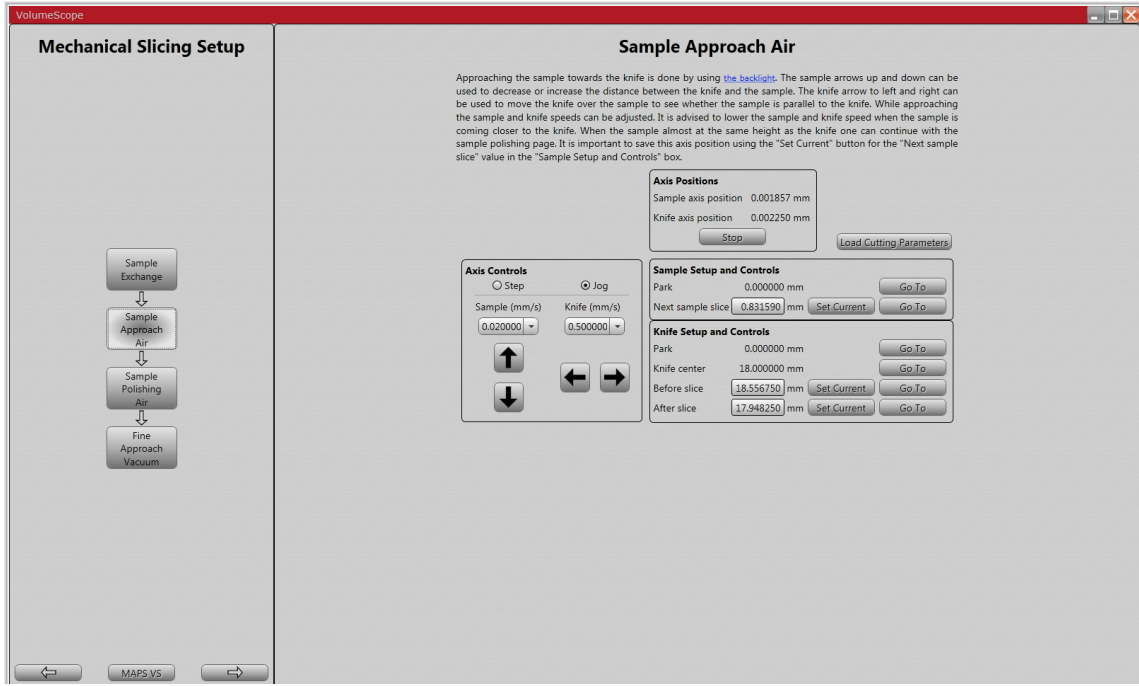 VolumeScope
Mechanical Slicing Setup
Sample
Exchange
Sample
Approach
Air
Sample
Polishing
Air
Fine
Approach
Vacuum
MAPS VS
Sample Approach Air
Approaching the sample towards the knife is done by using the backlight. The sample arrows up and down can be
used to decrease or increase the distance between the knife and the sample. The knife arrow to left and right can
be used to move the knife over the sample to see whether the sample is parallel to the knife. While approaching
the sample and knife speeds can be adjusted. It is advised to lower the sample and knife speed when the sample is
coming closer to the knife. When the sample almost at the same height as the knife one can continue with the
sample polishing page. It is important to save this axis position using the "Set Current" button for the "Next sample
slice" value in the "Sample Setup and Controls" box.
Axis Positions
Sample axis position 0.001857 mm
Knife axis position 0.002250 mm
Stop
Load Cutting Parameters
Axis Controls
Step Jog
Sample (mm/s) Knife (mm/s)
0.020000 0.500000
Sample Setup and Controls
Park 0.000000 mm Go To
Next sample slice 0.831590 mm Set Current Go To
Knife Setup and Controls
Park 0.000000 mm Go To
Knife center 18.000000 mm Go To
Before slice 18.556750 mm Set Current Go To
After slice 17.948250 mm Set Current Go To